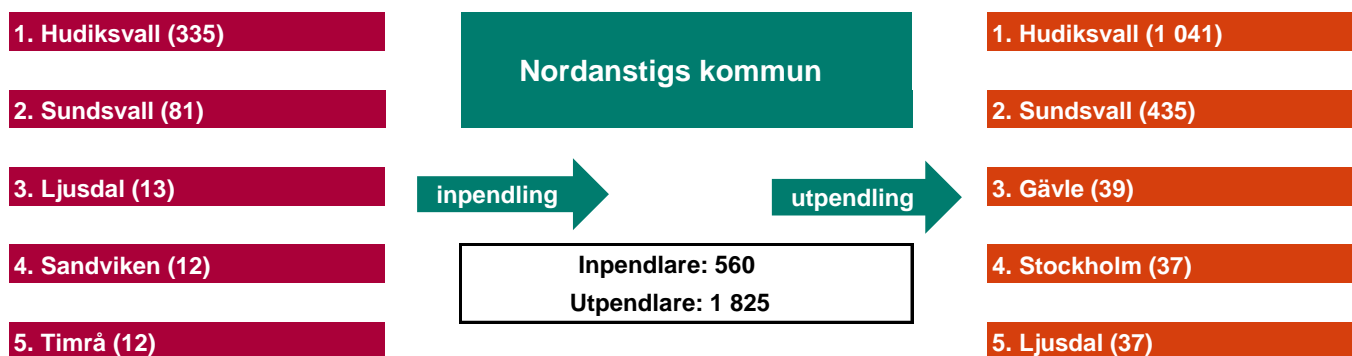 1. Hudiksvall (335)
2. Sundsvall (81)
3. Ljusdal (13)
4. Sandviken (12)
5. Timrå (12)
Nordanstigs kommun
inpendling
utpendling
Inpendlare: 560
Utpendlare: 1 825
1. Hudiksvall (1 041)
2. Sundsvall (435)
3. Gävle (39)
4. Stockholm (37)
5. Ljusdal (37)